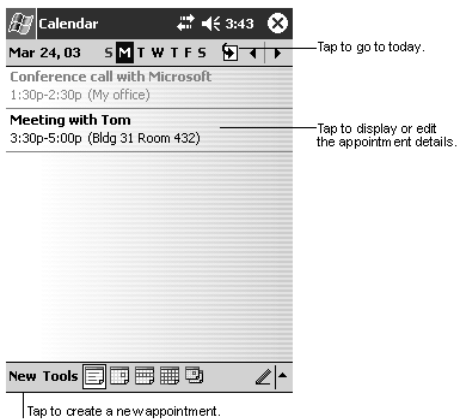 Calendar 3:43
Mar 24, 03 S M T W T F S
Tap to go to today.
Conference call with Microsoft
1:30p-2:30p (My office)
Meeting with Tom
3:30p-5:00p (Bldg 31 Room 432)
Tap to display or edit
the appointment details.
New Tools
Tap to create a new appointment.